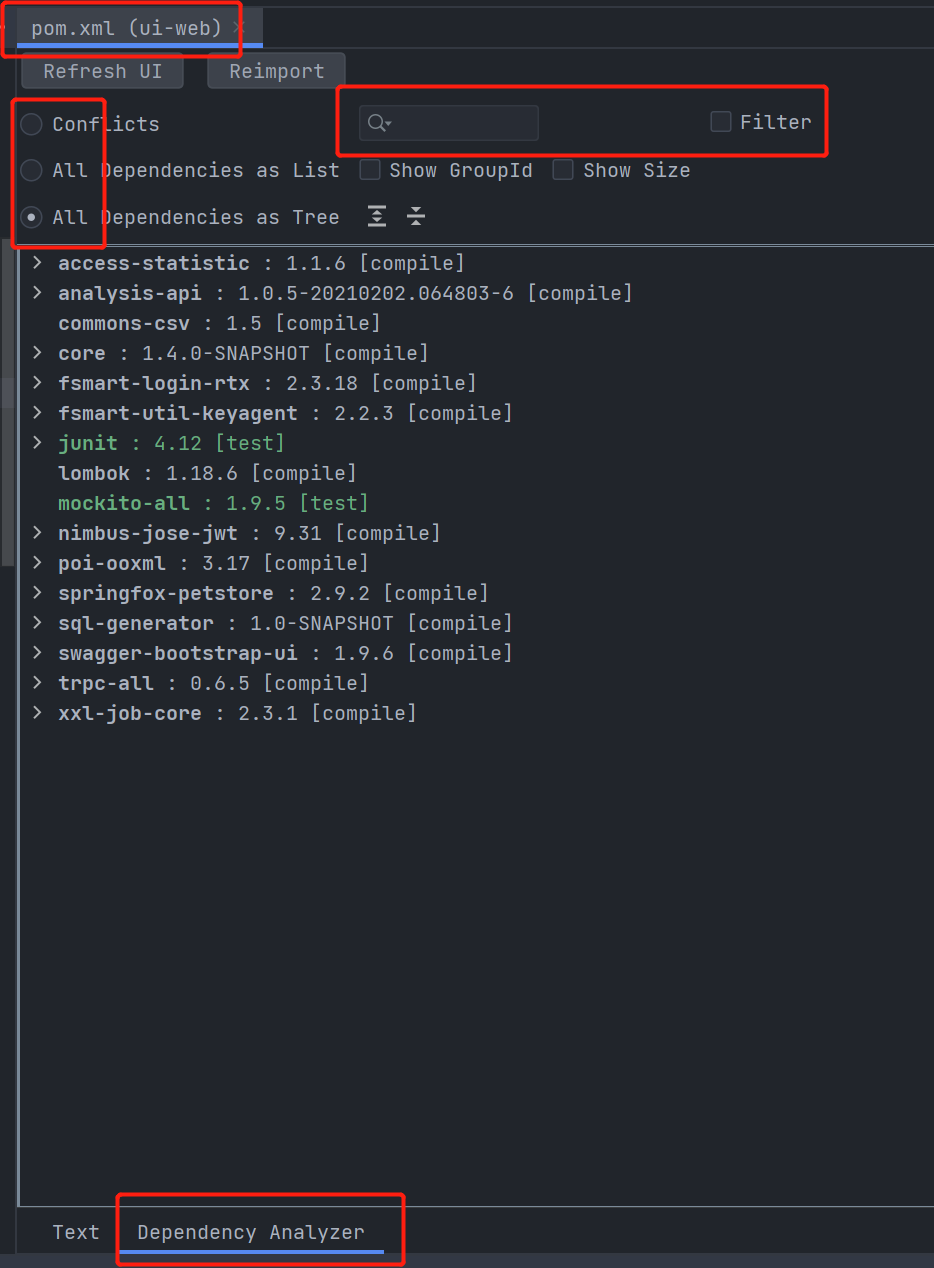 pom.xml (ui-web)
Refresh UI Reimport
Conflicts Filter
All Dependencies as List Show GroupId Show Size
All Dependencies as Tree
access-statistic : 1.1.6 [compile]
analysis-api : 1.0.5-20210202.064803-6 [compile]
commons-csv : 1.5 [compile]
core : 1.4.0-SNAPSHOT [compile]
fsmart-login-rtx : 2.3.18 [compile]
fsmart-util-keyagent : 2.2.3 [compile]
junit : 4.12 [test]
lombok : 1.18.6 [compile]
mockito-all : 1.9.5 [test]
nimbus-jose-jwt : 9.31 [compile]
poi-ooxml : 3.17 [compile]
springfox-petstore : 2.9.2 [compile]
sql-generator : 1.0-SNAPSHOT [compile]
swagger-bootstrap-ui : 1.9.6 [compile]
trpc-all : 0.6.5 [compile]
xxl-job-core : 2.3.1 [compile]
Text Dependency Analyzer